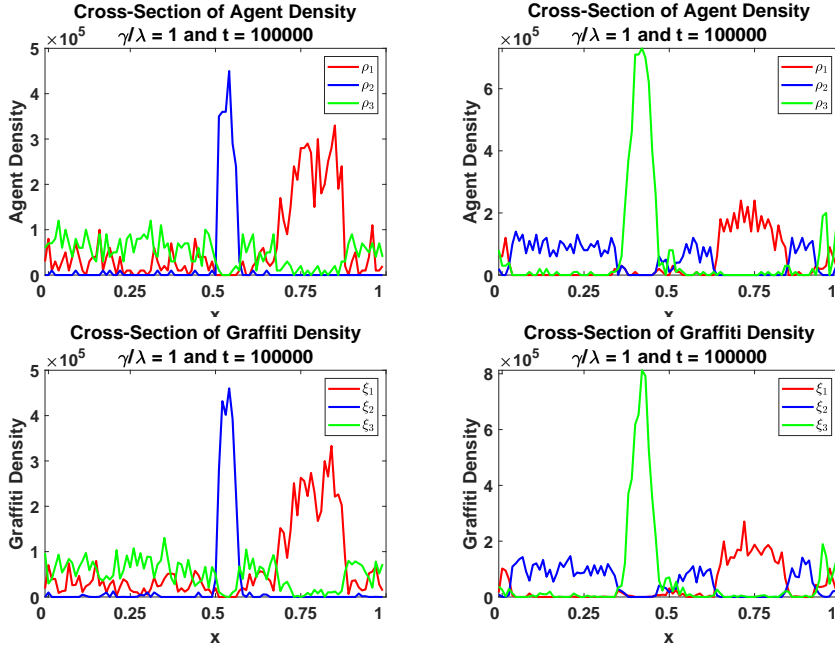 Cross-Section of Agent Density
γ/λ = 1 and t = 100000
×10⁵
5
4
3
2
1
0
Agent Density
ρ₁
ρ₂
ρ₃
0 0.25 0.5 0.75 1
x
Cross-Section of Agent Density
γ/λ = 1 and t = 100000
×10⁵
6
4
2
0
Agent Density
ρ₁
ρ₂
ρ₃
0 0.25 0.5 0.75 1
x
Cross-Section of Graffiti Density
γ/λ = 1 and t = 100000
×10⁵
5
4
3
2
1
0
Graffiti Density
ξ₁
ξ₂
ξ₃
0 0.25 0.5 0.75 1
x
Cross-Section of Graffiti Density
γ/λ = 1 and t = 100000
×10⁵
8
6
4
2
0
Graffiti Density
ξ₁
ξ₂
ξ₃
0 0.25 0.5 0.75 1
x